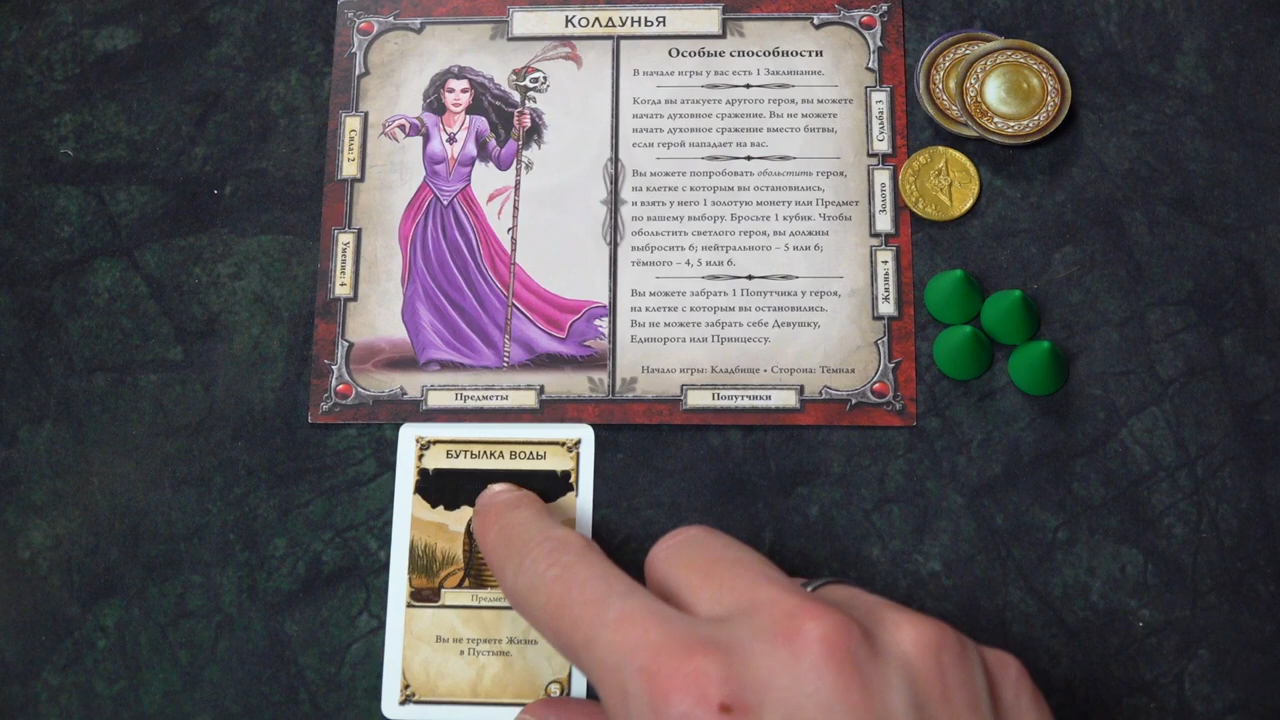 Колдунья
Особые способности
В начале игры у вас есть 1 Заклинание.
Когда вы атакуете другого героя, вы можете
начать духовное сражение. Вы не можете
начать духовное сражение вместо битвы,
если герой нападает на вас.
Вы можете попробовать обольстить героя,
на клетке с которым вы остановились,
и взять у него 1 золотую монету или Предмет
по вашему выбору. Бросьте 1 кубик. Чтобы
обольстить светлого героя, вы должны
выбросить 6; нейтрального – 5 или 6;
тёмного – 4, 5 или 6.
Вы можете забрать 1 Попутчика у героя,
на клетке с которым вы остановились.
Вы не можете забрать себе Девушку,
Единорога или Принцессу.
Начало игры: Кладбище • Сторона: Тёмная
Сила: 2
Умение: 4
Судьба: 3
Золото
Жизнь: 4
Предметы
Попутчики
БУТЫЛКА ВОДЫ
Предмет
Вы не теряете Жизнь
в Пустыне.
5